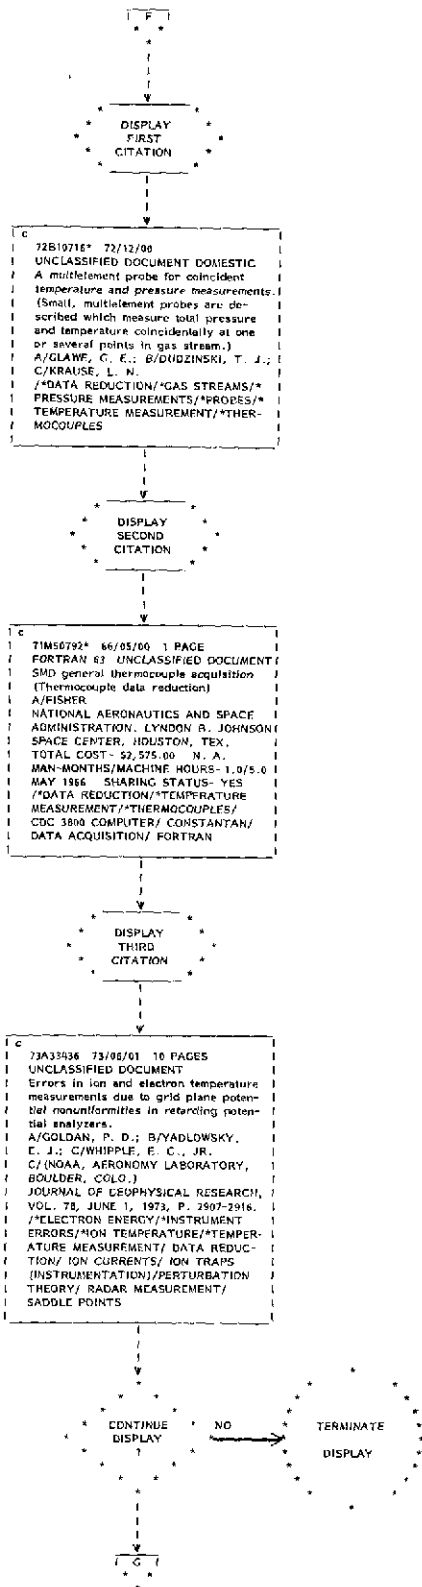 F
DISPLAY
FIRST
CITATION
c
72B10716* 72/12/00
UNCLASSIFIED DOCUMENT DOMESTIC
A multielement probe for coincident
temperature and pressure measurements.
(Small, multielement probes are de-
scribed which measure total pressure
and temperature coincidentally at one
or several points in gas stream.)
A/GLAWE, G. E.; B/DUDZINSKI, T. J.;
C/KRAUSE, L. N.
/*DATA REDUCTION/*GAS STREAMS/*
PRESSURE MEASUREMENTS/*PROBES/*
TEMPERATURE MEASUREMENT/*THER-
MOCOUPLES
DISPLAY
SECOND
CITATION
c
71M50792* 66/05/00 1 PAGE
FORTRAN 63 UNCLASSIFIED DOCUMENT
SMD general thermocouple acquisition
(Thermocouple data reduction)
A/FISHER
NATIONAL AERONAUTICS AND SPACE
ADMINISTRATION. LYNDON B. JOHNSON
SPACE CENTER, HOUSTON, TEX.
TOTAL COST- $2,575.00 N. A.
MAN-MONTHS/MACHINE HOURS- 1.0/5.0
MAY 1966 SHARING STATUS- YES
/*DATA REDUCTION/*TEMPERATURE
MEASUREMENT/*THERMOCOUPLES/
CDC 3800 COMPUTER/ CONSTANTAN/
DATA ACQUISITION/ FORTRAN
DISPLAY
THIRD
CITATION
c
73A33436 73/06/01 10 PAGES
UNCLASSIFIED DOCUMENT
Errors in ion and electron temperature
measurements due to grid plane poten-
tial nonuniformities in retarding poten-
tial analyzers.
A/GOLDAN, P. D.; B/YADLOWSKY,
E. J.; C/WHIPPLE, E. C., JR.
C/(NOAA, AERONOMY LABORATORY,
BOULDER, COLO.)
JOURNAL OF GEOPHYSICAL RESEARCH,
VOL. 78, JUNE 1, 1973, P. 2907-2916.
/*ELECTRON ENERGY/*INSTRUMENT
ERRORS/*ION TEMPERATURE/*TEMPER-
ATURE MEASUREMENT/ DATA REDUC-
TION/ ION CURRENTS/ ION TRAPS
(INSTRUMENTATION)/PERTURBATION
THEORY/ RADAR MEASUREMENT/
SADDLE POINTS
CONTINUE
DISPLAY
?
NO
TERMINATE
DISPLAY
G